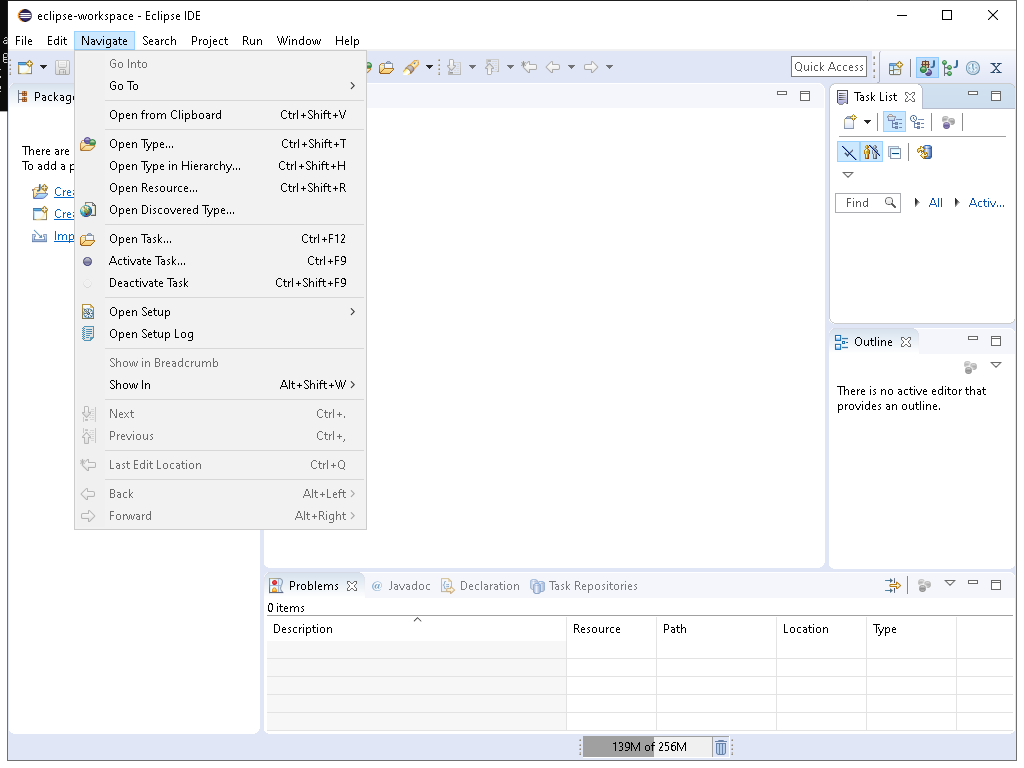 eclipse-workspace - Eclipse IDE
File Edit Navigate Search Project Run Window Help
Quick Access
Go Into
Go To
Open from Clipboard Ctrl+Shift+V
Open Type... Ctrl+Shift+T
Open Type in Hierarchy... Ctrl+Shift+H
Open Resource... Ctrl+Shift+R
Open Discovered Type...
Open Task... Ctrl+F12
Activate Task... Ctrl+F9
Deactivate Task Ctrl+Shift+F9
Open Setup
Open Setup Log
Show in Breadcrumb
Show In Alt+Shift+W
Next Ctrl+.
Previous Ctrl+,
Last Edit Location Ctrl+Q
Back Alt+Left
Forward Alt+Right
Packag
There are
To add a p
Crea
Crea
Imp
Task List
Find All Activ...
Outline
There is no active editor that
provides an outline.
Problems @ Javadoc Declaration Task Repositories
0 items
Description Resource Path Location Type
139M of 256M